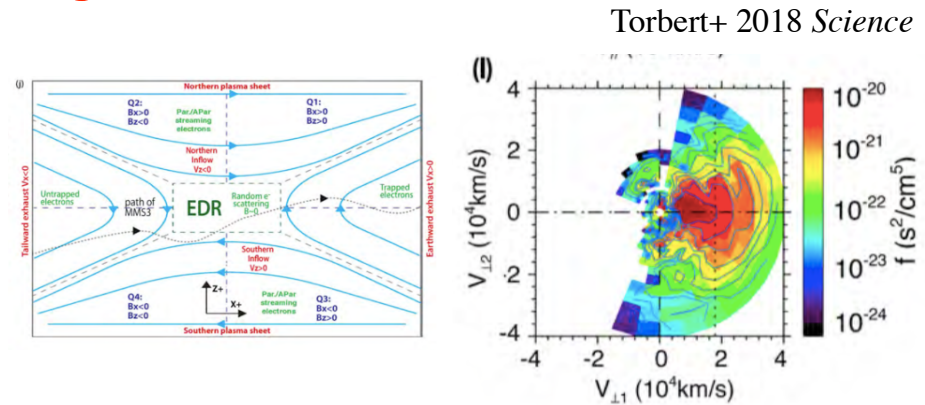 Torbert+ 2018 Science
(j)
Northern plasma sheet
Q2:
Bx>0
Bz<0
Par./APar
streaming
electrons
Q1:
Bx>0
Bz>0
Northern
Inflow
Vz<0
Tailward exhaust Vx<0
Untrapped
electrons
path of
MMS3
EDR
Random e-
scattering
B~0
Trapped
electrons
Earthward exhaust Vx>0
Southern
Inflow
Vz>0
Q4:
Bx<0
Bz<0
Z+
X+
Par./APar
streaming
electrons
Q3:
Bx<0
Bz>0
Southern plasma sheet
(l)
4
2
0
-2
-4
V⊥2 (10⁴km/s)
-4 -2 0 2 4
V⊥1 (10⁴km/s)
10⁻²⁰
10⁻²¹
10⁻²²
10⁻²³
10⁻²⁴
f (s²/cm⁵)